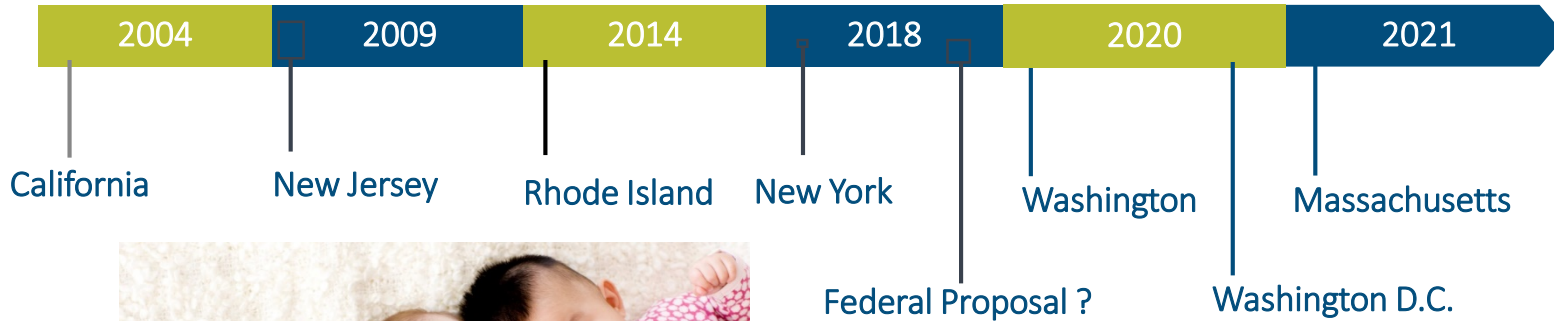 2004 2009 2014 2018 2020 2021
California New Jersey Rhode Island New York Washington Massachusetts
Federal Proposal ? Washington D.C.